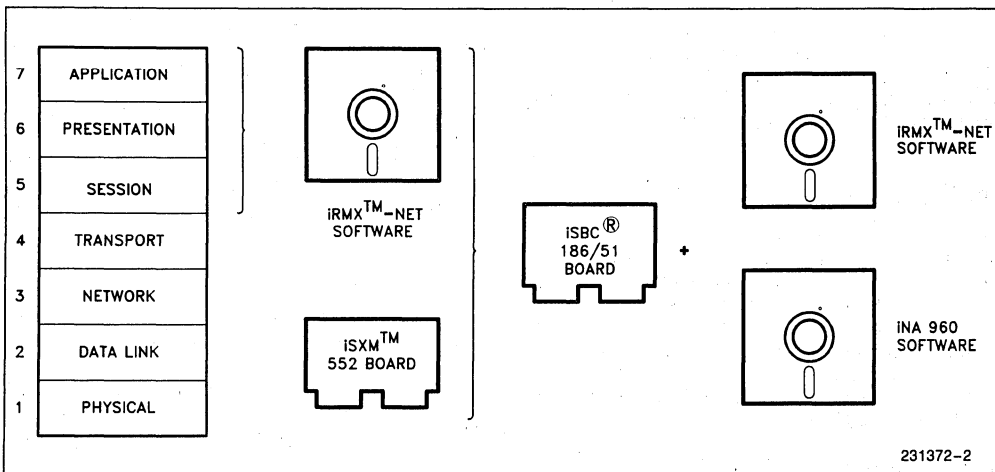 7 APPLICATION
6 PRESENTATION
5 SESSION
4 TRANSPORT
3 NETWORK
2 DATA LINK
1 PHYSICAL
iRMX™-NET
SOFTWARE
iSXM™
552 BOARD
iSBC®
186/51
BOARD
+
iRMX™-NET
SOFTWARE
iNA 960
SOFTWARE
231372-2